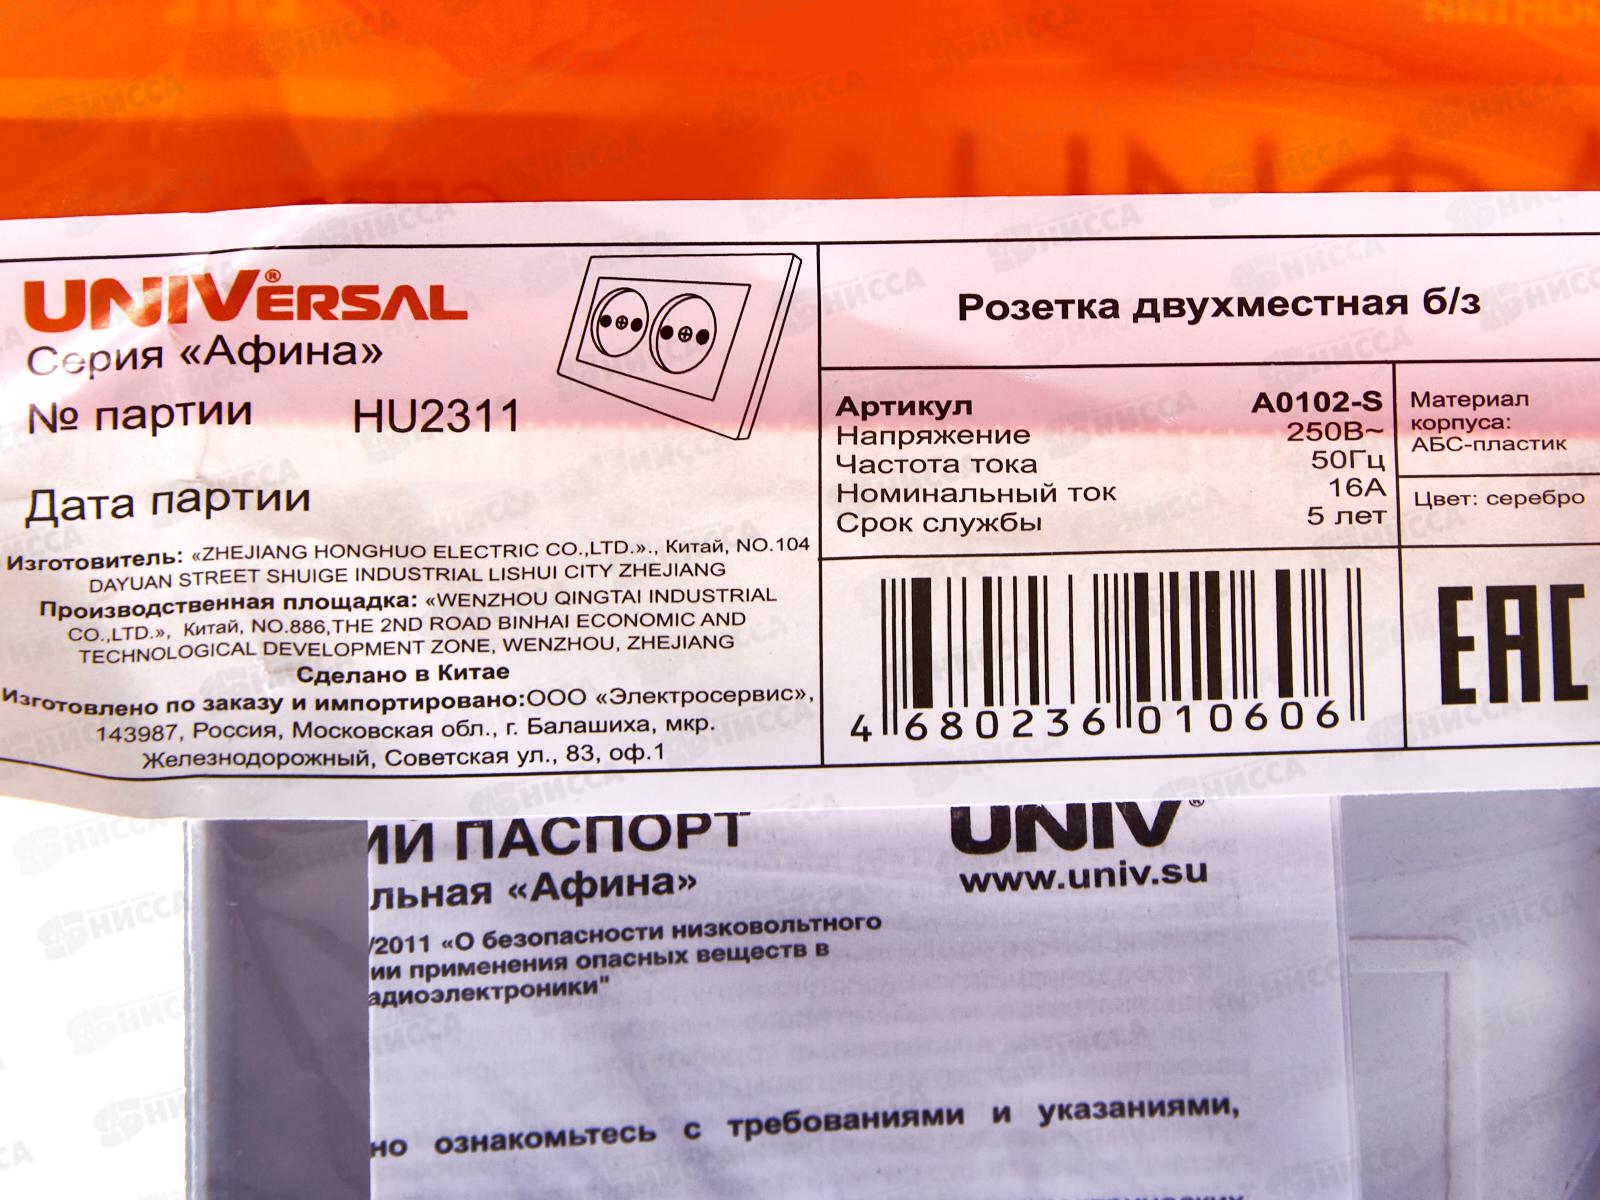 UNIVERSAL®
Серия «Афина»
№ партии HU2311
Дата партии
Изготовитель: «ZHEJIANG HONGHUO ELECTRIC CO.,LTD.»., Китай, NO.104
DAYUAN STREET SHUIGE INDUSTRIAL LISHUI CITY ZHEJIANG
Производственная площадка: «WENZHOU QINGTAI INDUSTRIAL
CO.,LTD.», Китай, NO.886,THE 2ND ROAD BINHAI ECONOMIC AND
TECHNOLOGICAL DEVELOPMENT ZONE, WENZHOU, ZHEJIANG
Сделано в Китае
Изготовлено по заказу и импортировано:ООО «Электросервис»,
143987, Россия, Московская обл., г. Балашиха, мкр.
Железнодорожный, Советская ул., 83, оф.1
Розетка двухместная б/з
Артикул A0102-S
Напряжение 250В~
Частота тока 50Гц
Номинальный ток 16А
Срок службы 5 лет
Материал
корпуса:
АБС-пластик
Цвет: серебро
4 680236 010606
EAC
ИЙ ПАСПОРТ
льная «Афина»
/2011 «О безопасности низковольтного
ии применения опасных веществ в
адиоэлектроники"
UNIV®
www.univ.su
но ознакомьтесь с требованиями и указаниями,
НИССА